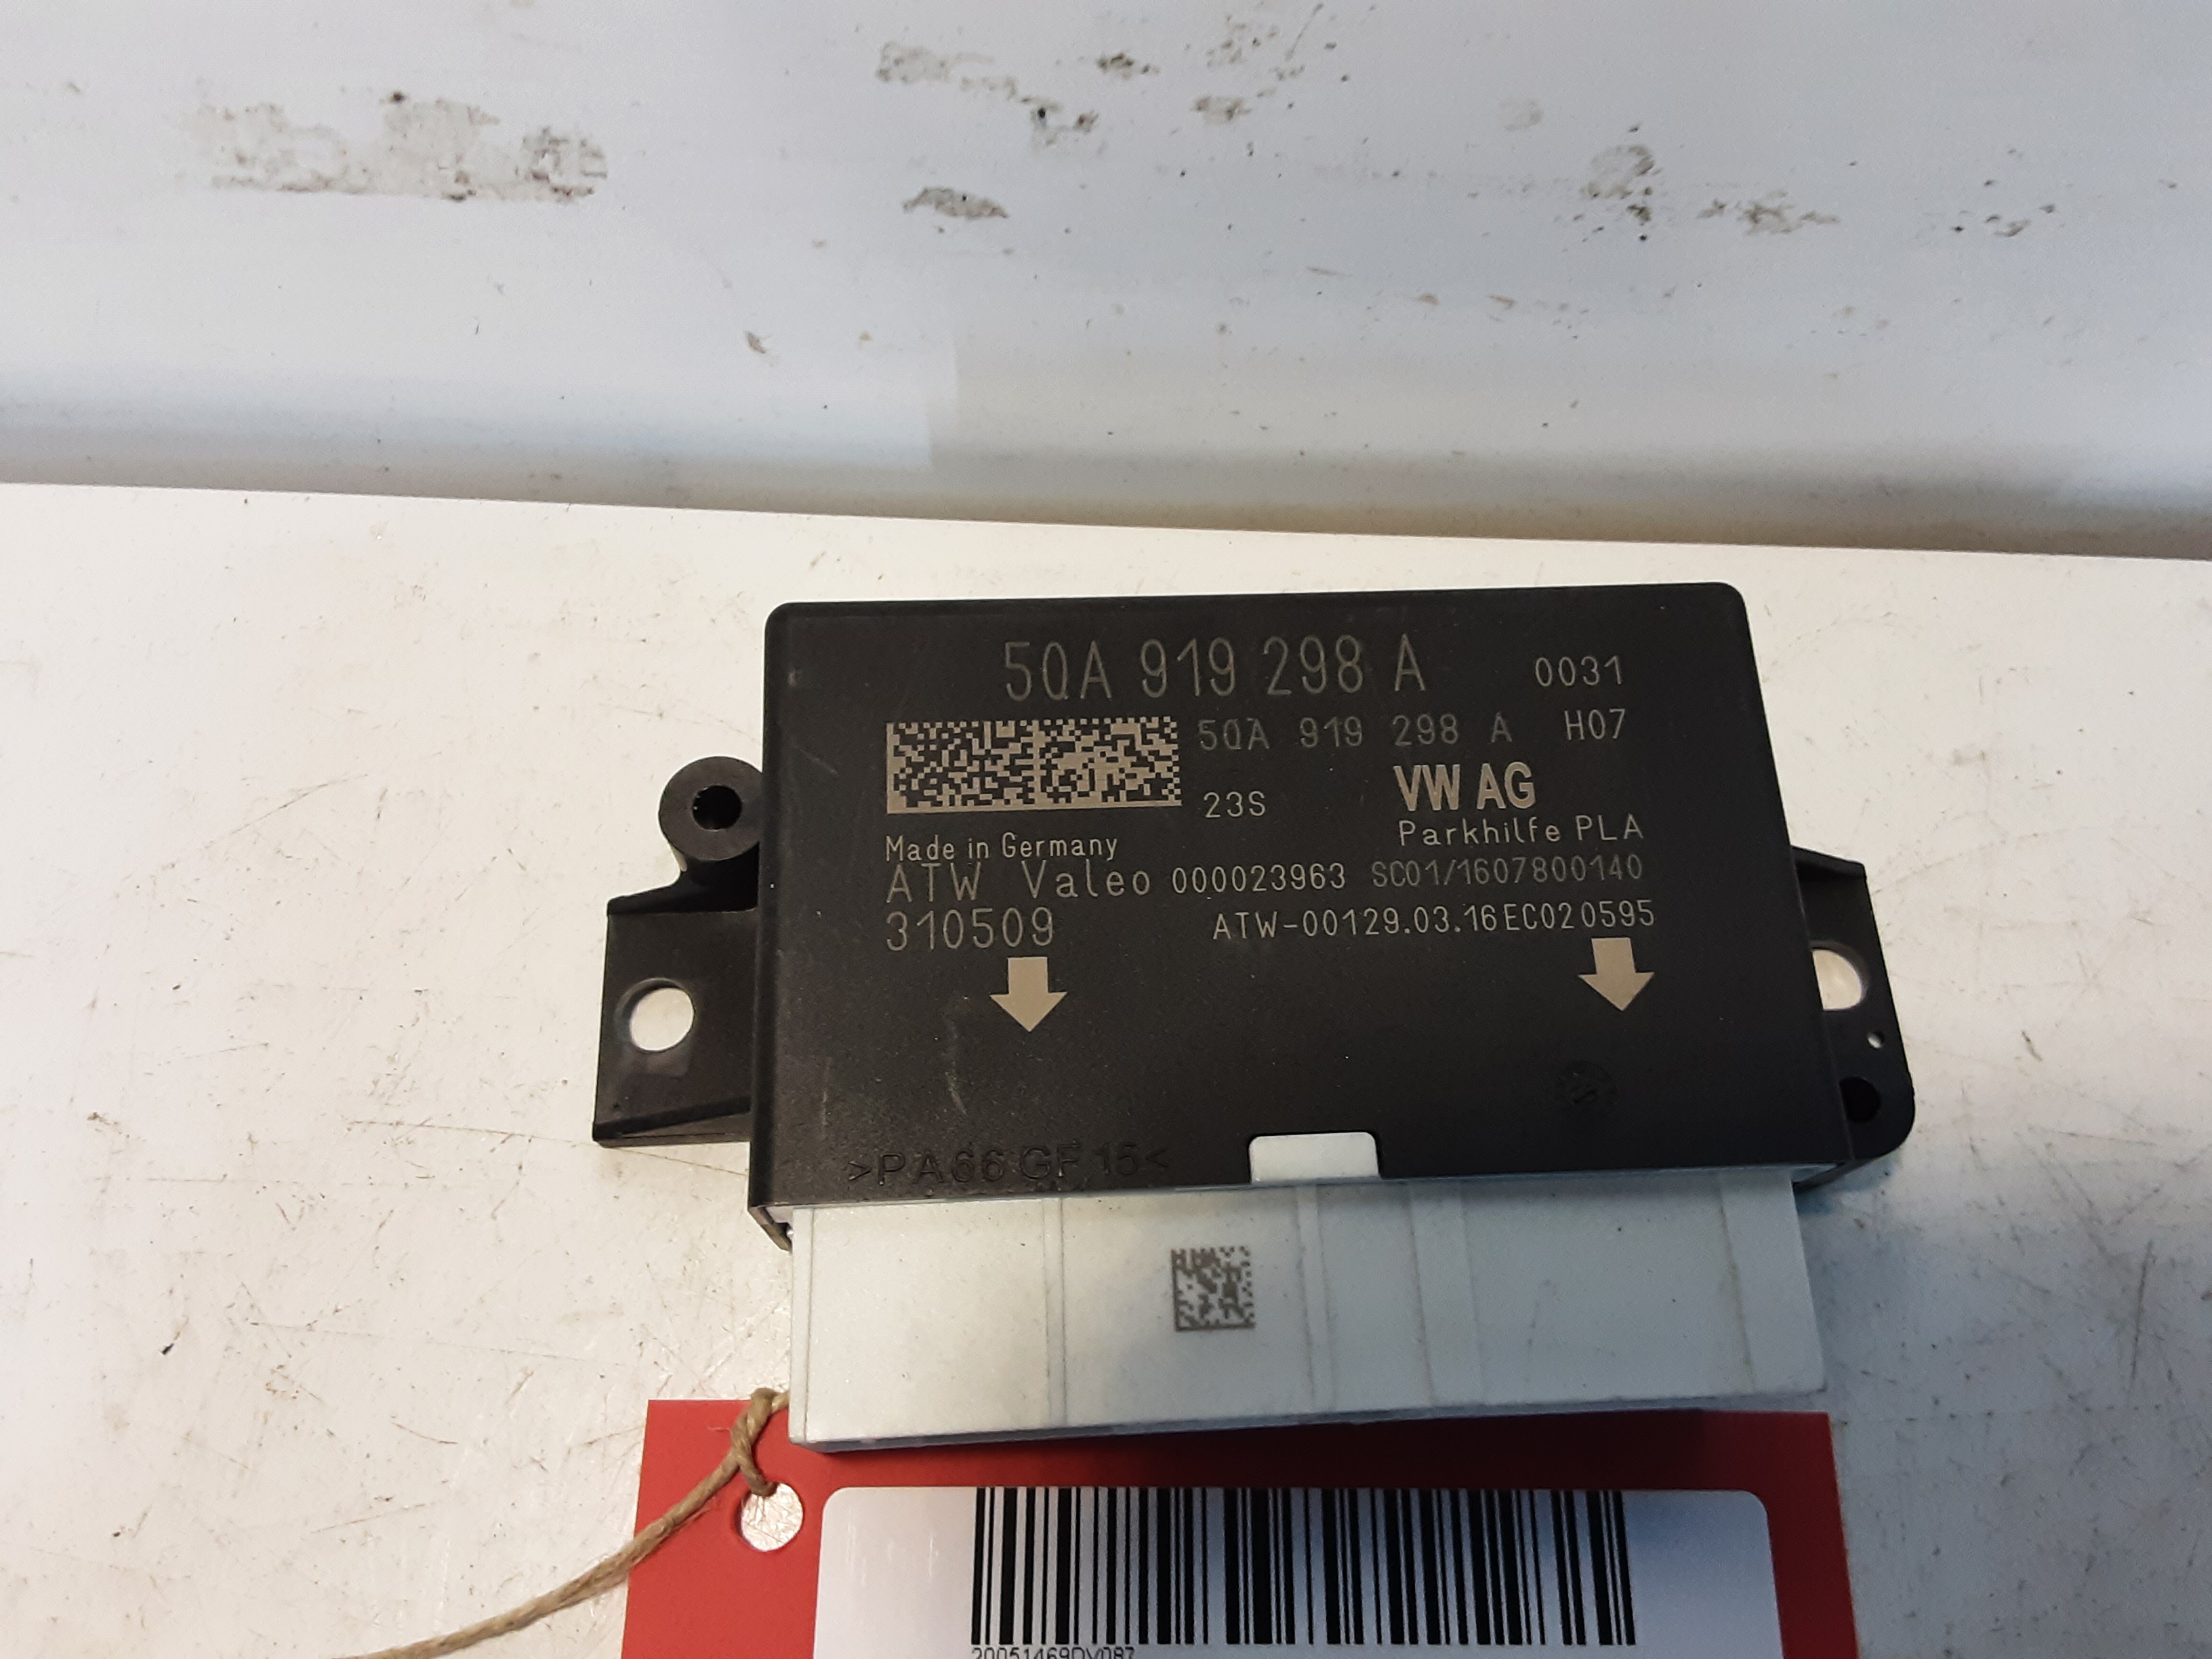 5QA 919 298 A 0031
5QA 919 298 A H07
23S VW AG
Parkhilfe PLA
Made in Germany
ATW Valeo 000023963 SC01/1607800140
310509 ATW-00129.03.16EC020595
>PA66 GF15<
20051469DV087